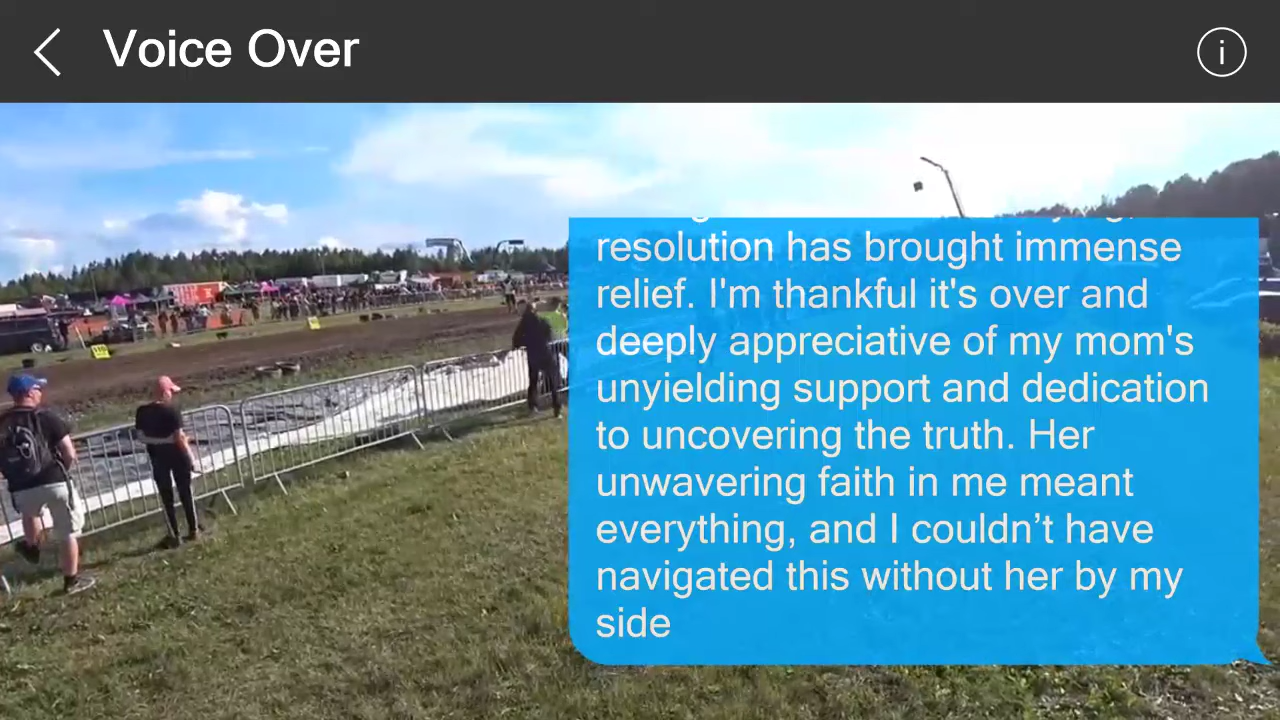 Voice Over
i
resolution has brought immense
relief. I'm thankful it's over and
deeply appreciative of my mom's
unyielding support and dedication
to uncovering the truth. Her
unwavering faith in me meant
everything, and I couldn’t have
navigated this without her by my
side